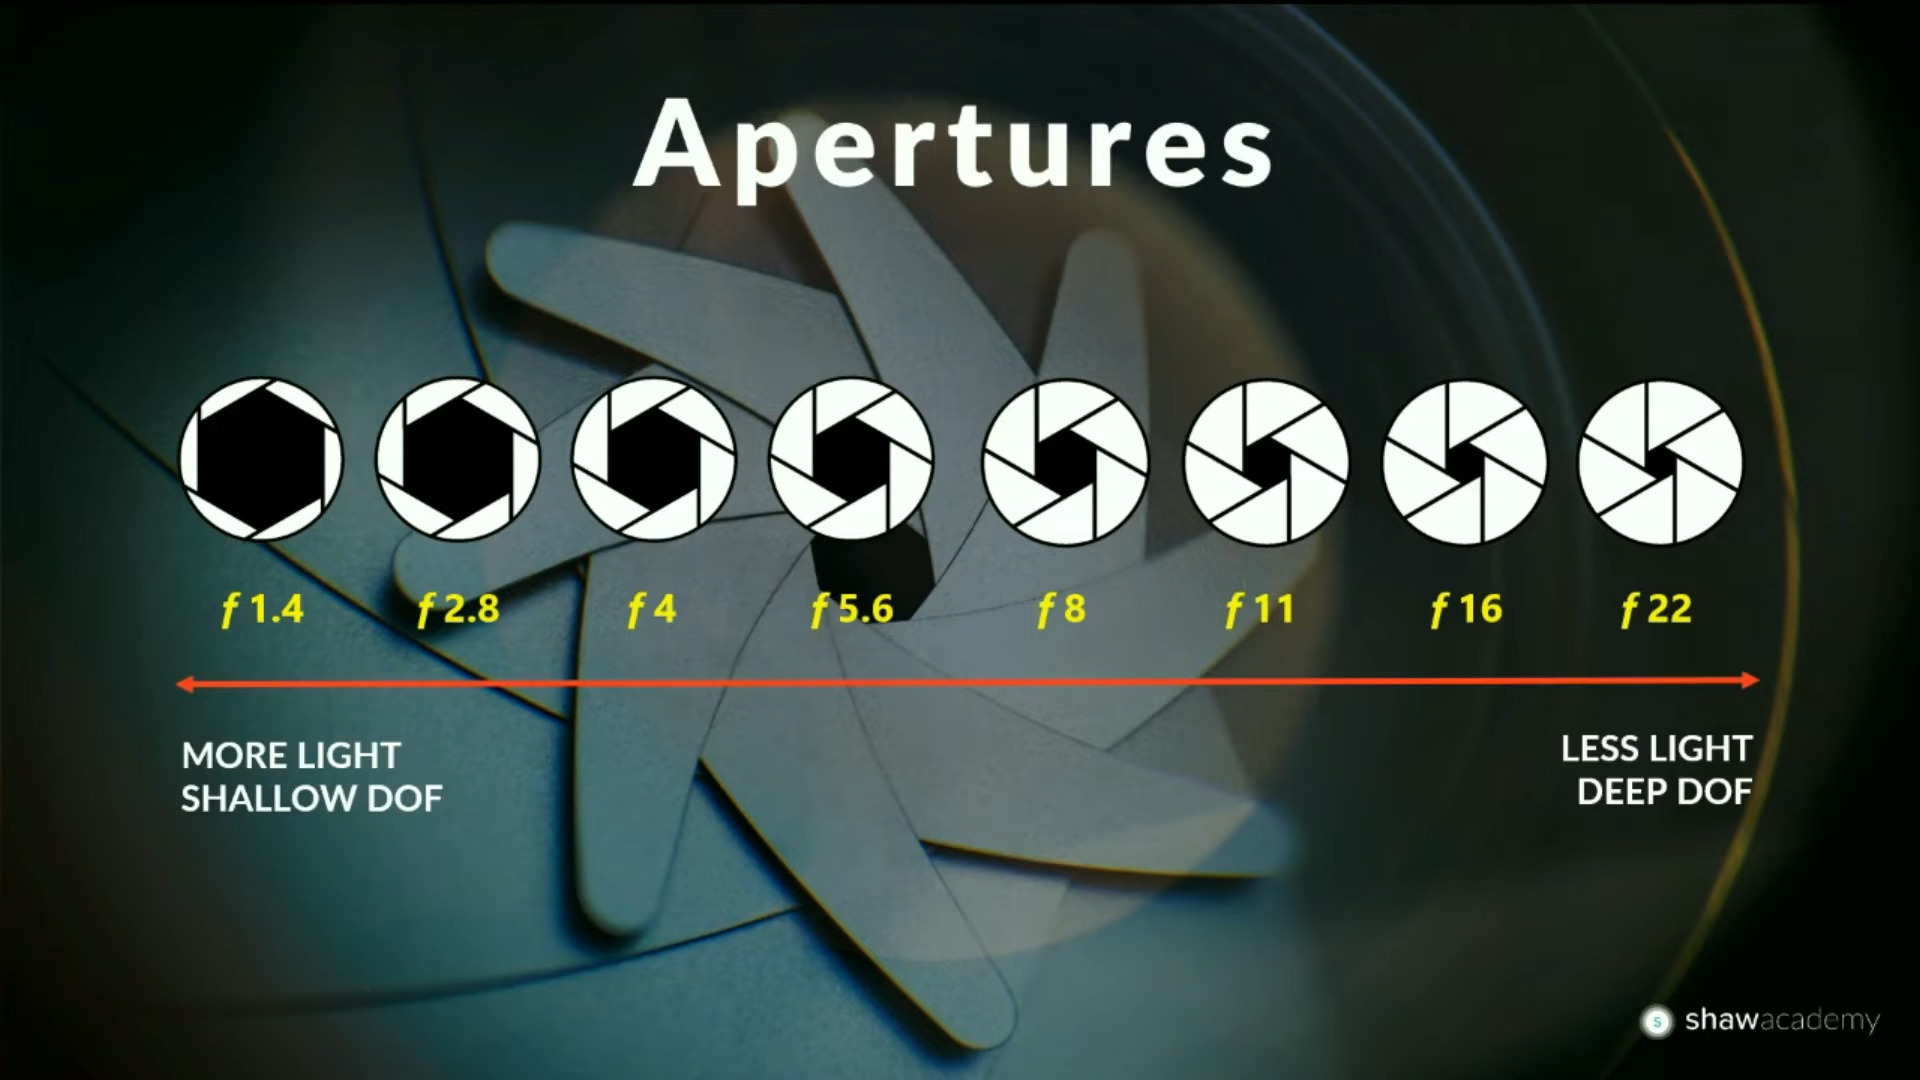 Apertures
ƒ 1.4 ƒ 2.8 ƒ 4 ƒ 5.6 ƒ 8 ƒ 11 ƒ 16 ƒ 22
MORE LIGHT
SHALLOW DOF
LESS LIGHT
DEEP DOF
s shawacademy